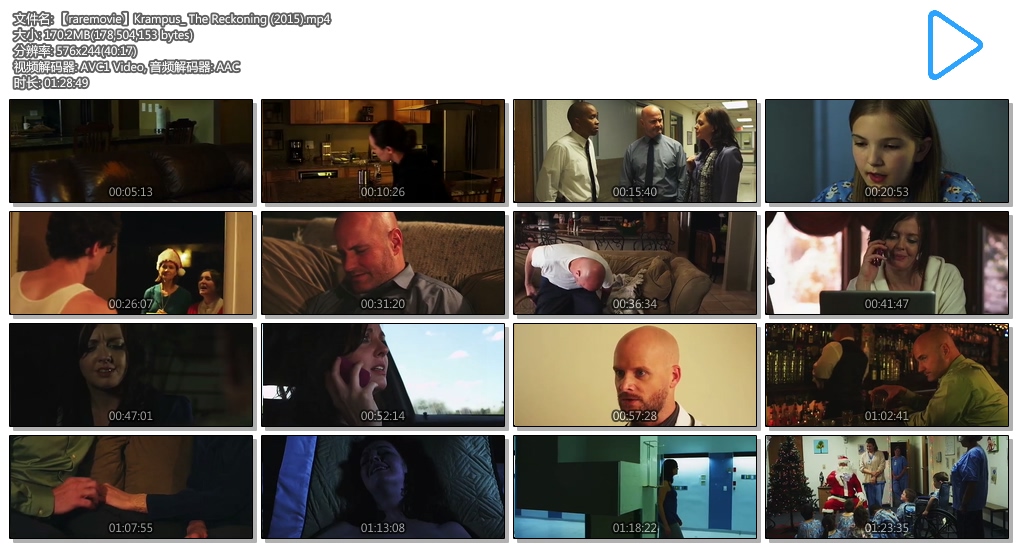 文件名: 【raremovie】Krampus_ The Reckoning (2015).mp4
大小: 170.2MB(178,504,153 bytes)
分辨率: 576x244(40:17)
视频解码器: AVC1 Video, 音频解码器: AAC
时长: 01:28:49
00:05:13 00:10:26 00:15:40 00:20:53
00:26:07 00:31:20 00:36:34 00:41:47
00:47:01 00:52:14 00:57:28 01:02:41
01:07:55 01:13:08 01:18:22 01:23:35